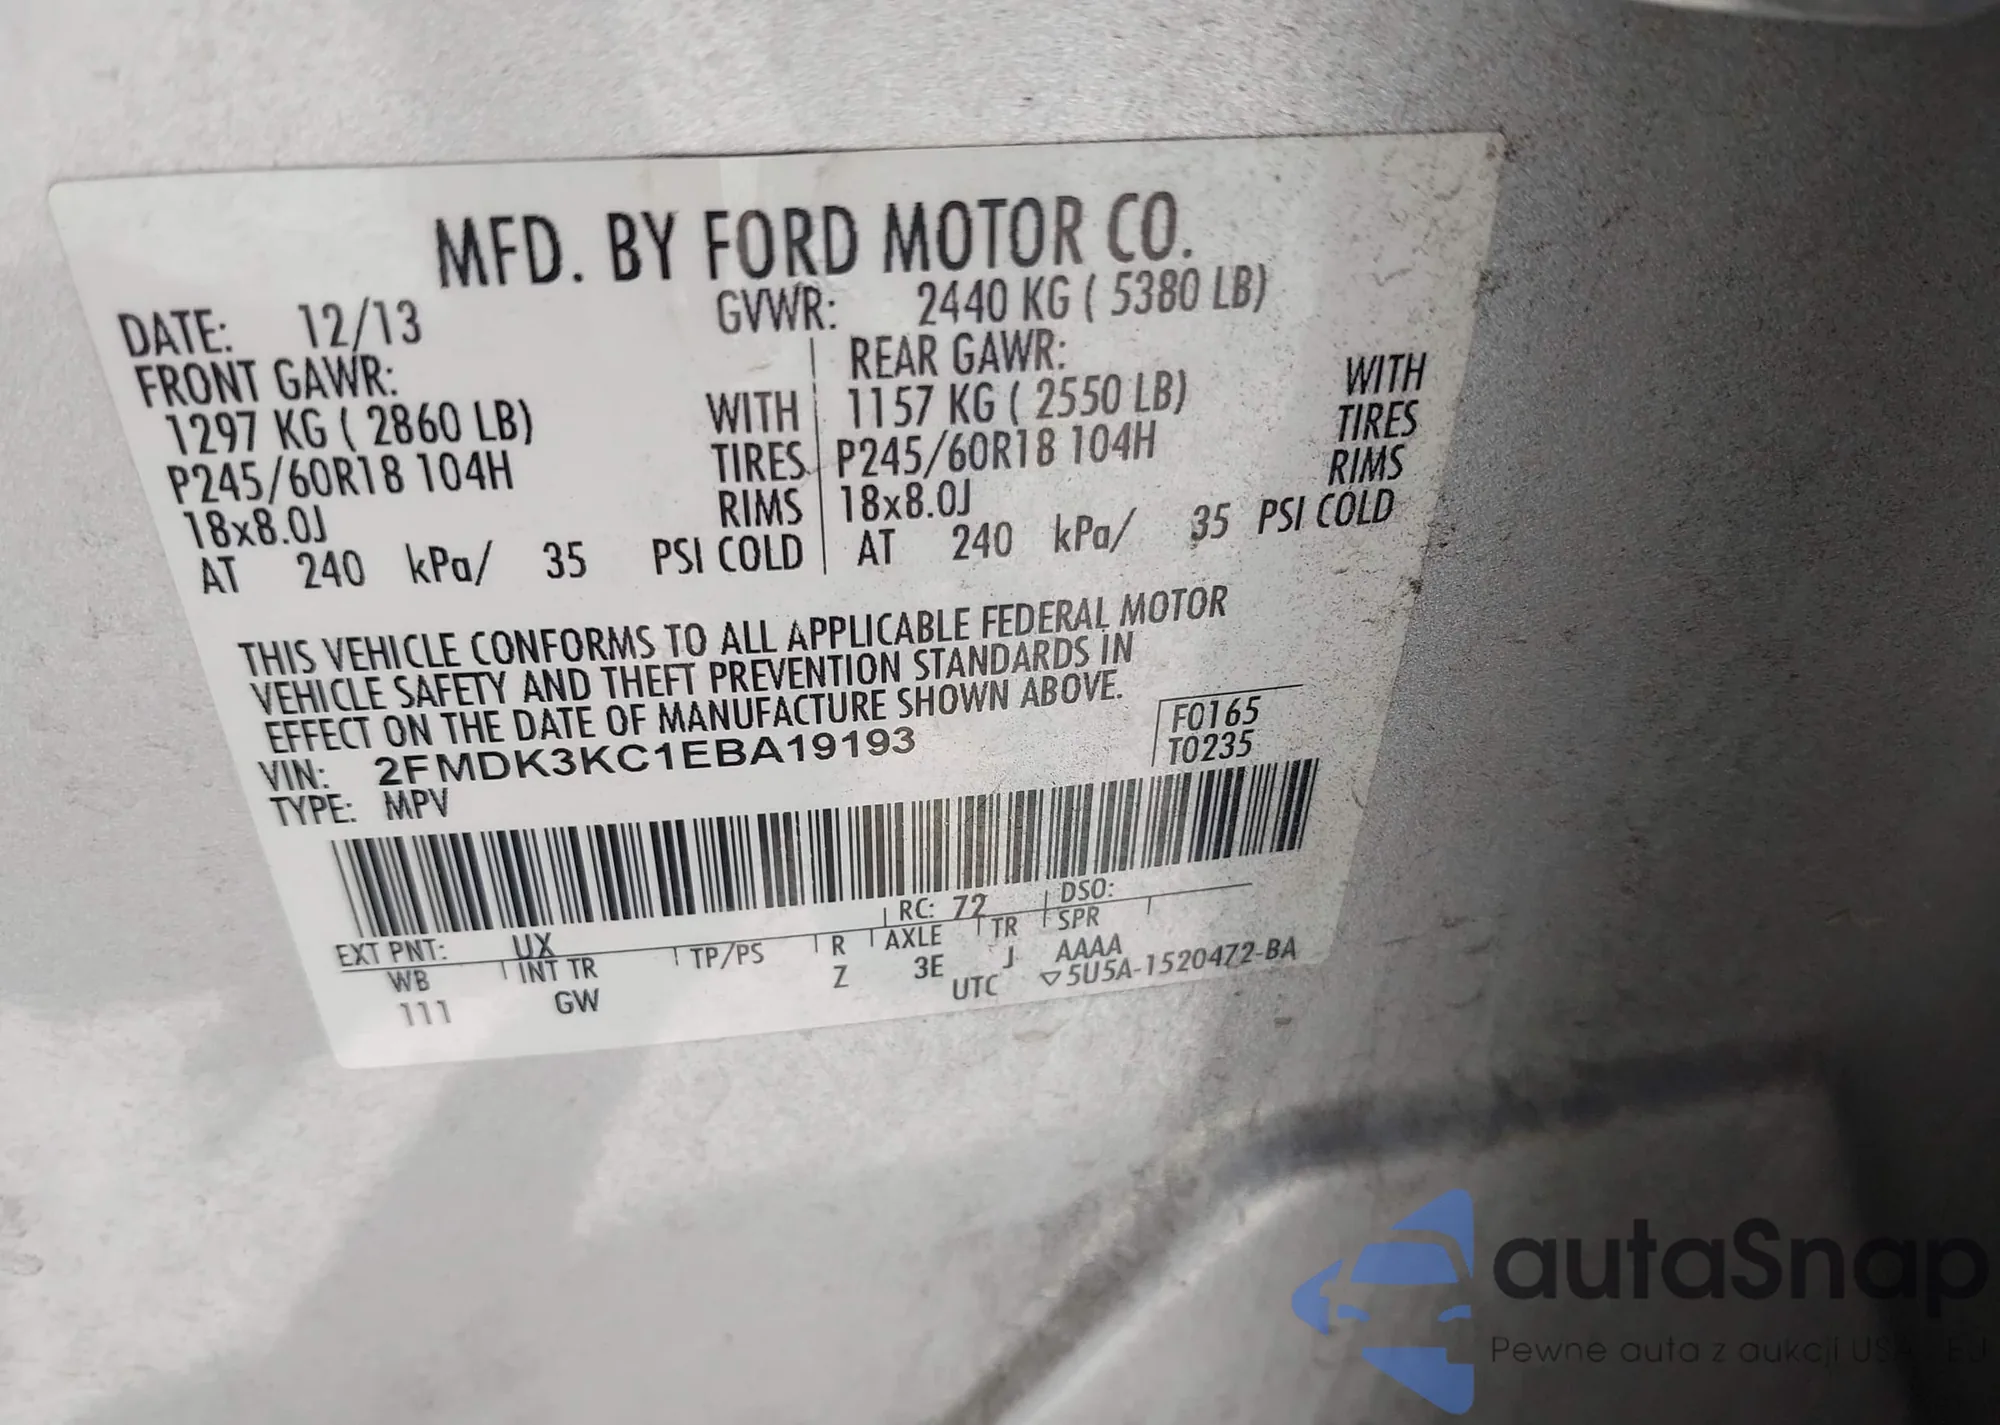 MFD. BY FORD MOTOR CO.
DATE: 12/13 GVWR: 2440 KG ( 5380 LB)
FRONT GAWR: REAR GAWR:
1297 KG ( 2860 LB) WITH 1157 KG ( 2550 LB) WITH
P245/60R18 104H TIRES P245/60R18 104H TIRES
18x8.0J RIMS 18x8.0J RIMS
AT 240 kPa/ 35 PSI COLD AT 240 kPa/ 35 PSI COLD
THIS VEHICLE CONFORMS TO ALL APPLICABLE FEDERAL MOTOR
VEHICLE SAFETY AND THEFT PREVENTION STANDARDS IN
EFFECT ON THE DATE OF MANUFACTURE SHOWN ABOVE.
VIN: 2FMDK3KC1EBA19193 F0165
TYPE: MPV T0235
EXT PNT: UX RC: 72 DSO:
WB INT TR TP/PS R AXLE TR SPR
111 GW Z 3E J AAAA
UTC ▽5U5A-1520472-BA
autaSnap
Pewne auta z aukcji USA EU